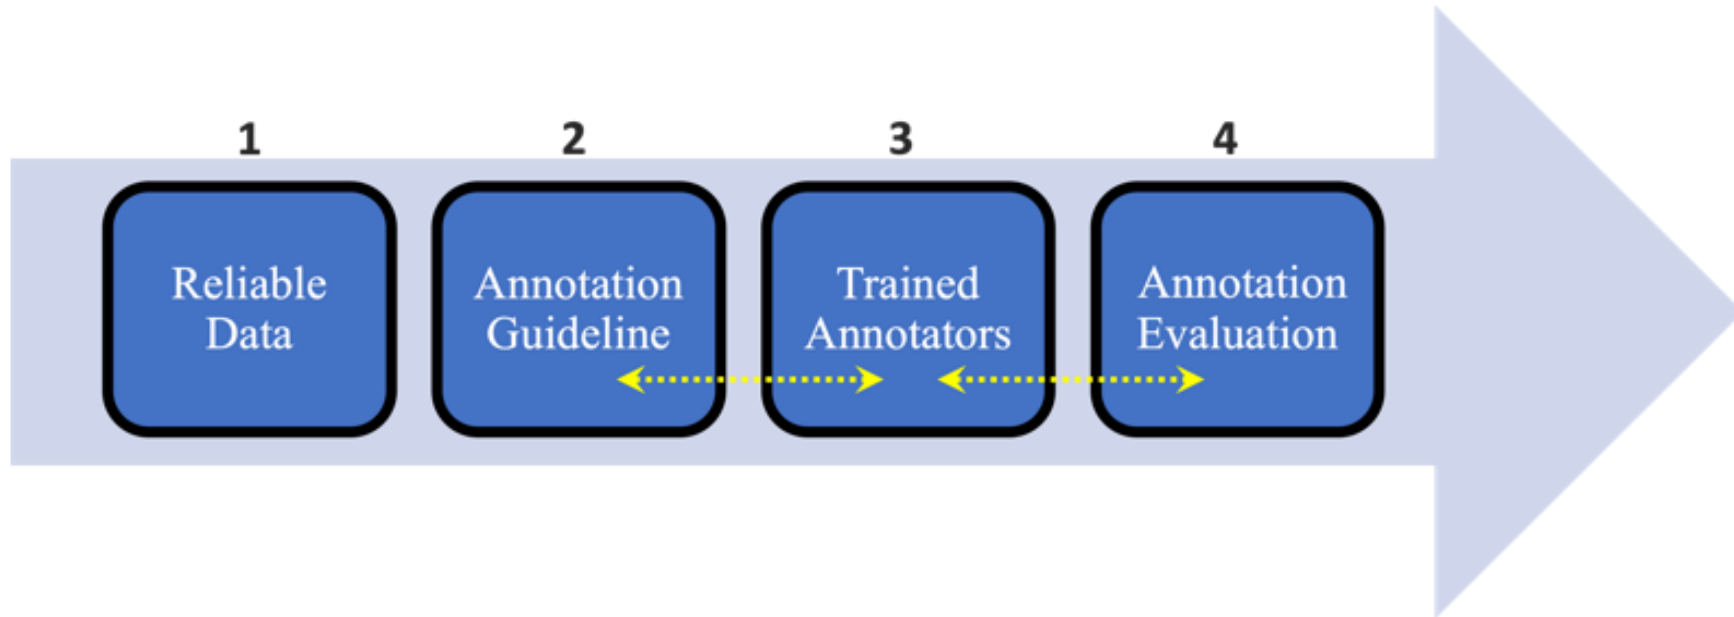 1
2
3
4
Reliable
Data
Annotation
Guideline
Trained
Annotators
Annotation
Evaluation